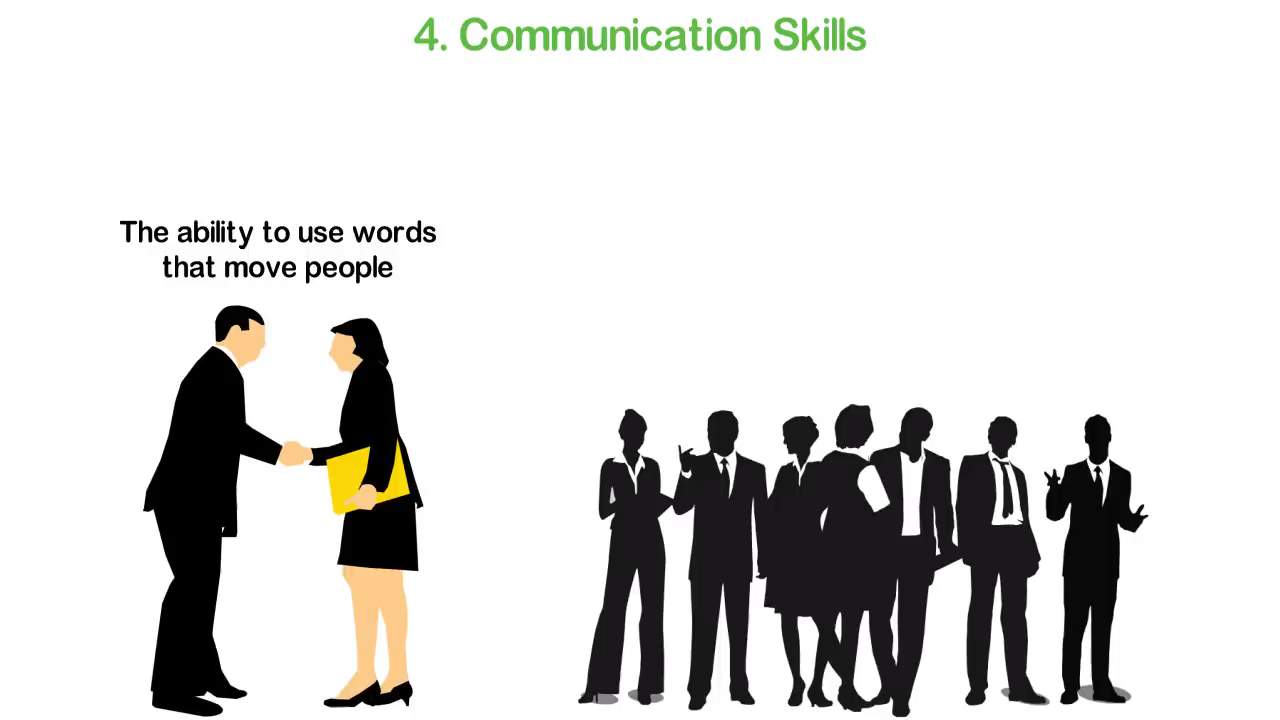 4. Communication Skills
The ability to use words
that move people